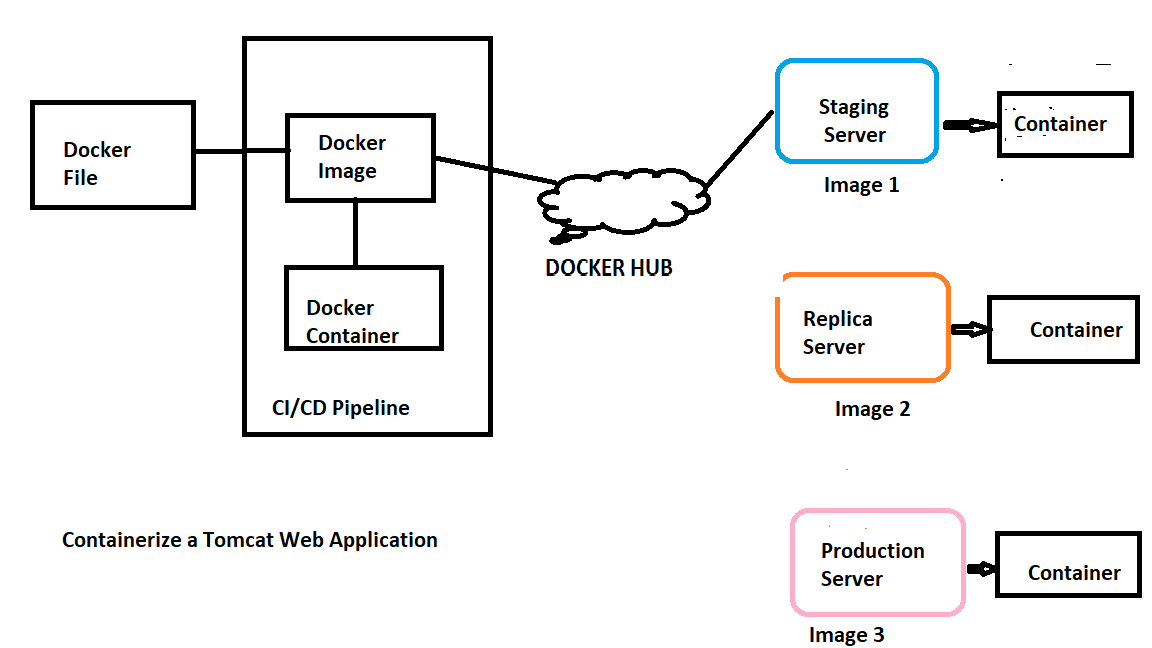 Docker
File
Docker
Image
Docker
Container
CI/CD Pipeline
DOCKER HUB
Staging
Server
Image 1
Container
Replica
Server
Image 2
Container
Production
Server
Image 3
Container
Containerize a Tomcat Web Application